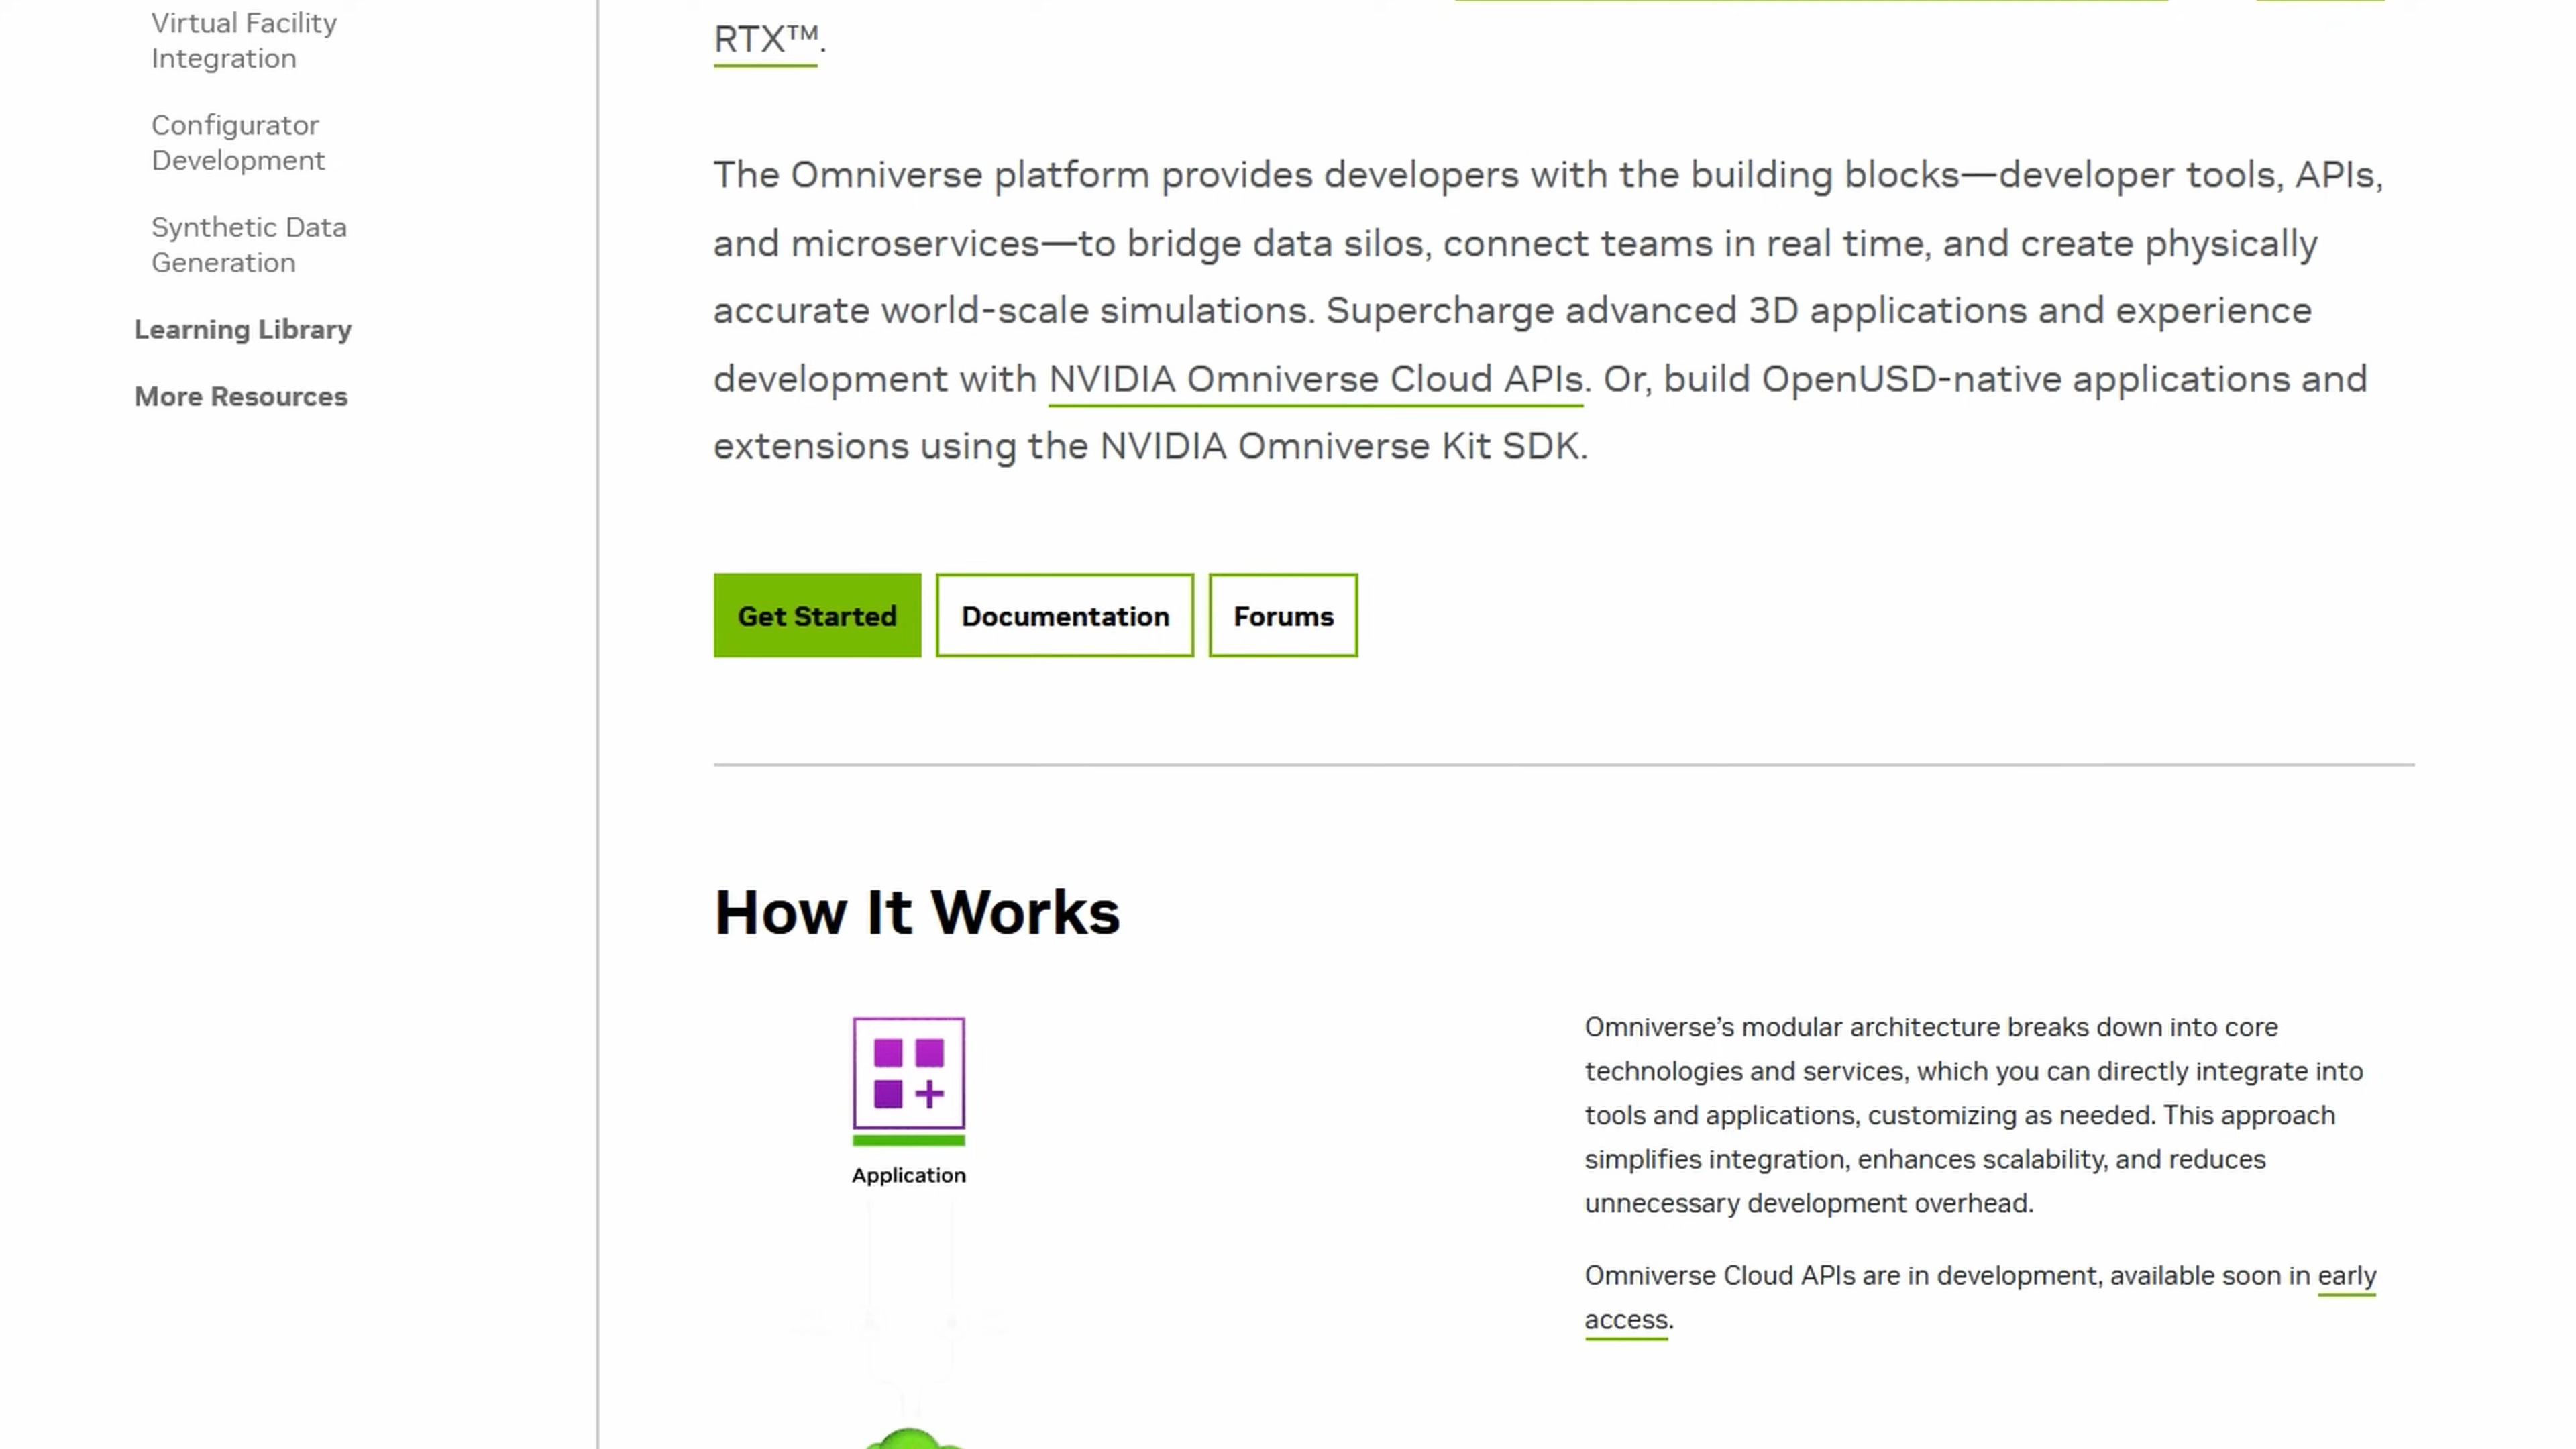 Virtual Facility
Integration
Configurator
Development
Synthetic Data
Generation
Learning Library
More Resources
RTX™.
The Omniverse platform provides developers with the building blocks—developer tools, APIs,
and microservices—to bridge data silos, connect teams in real time, and create physically
accurate world-scale simulations. Supercharge advanced 3D applications and experience
development with NVIDIA Omniverse Cloud APIs. Or, build OpenUSD-native applications and
extensions using the NVIDIA Omniverse Kit SDK.
Get Started
Documentation
Forums
How It Works
Application
Omniverse’s modular architecture breaks down into core
technologies and services, which you can directly integrate into
tools and applications, customizing as needed. This approach
simplifies integration, enhances scalability, and reduces
unnecessary development overhead.
Omniverse Cloud APIs are in development, available soon in early
access.